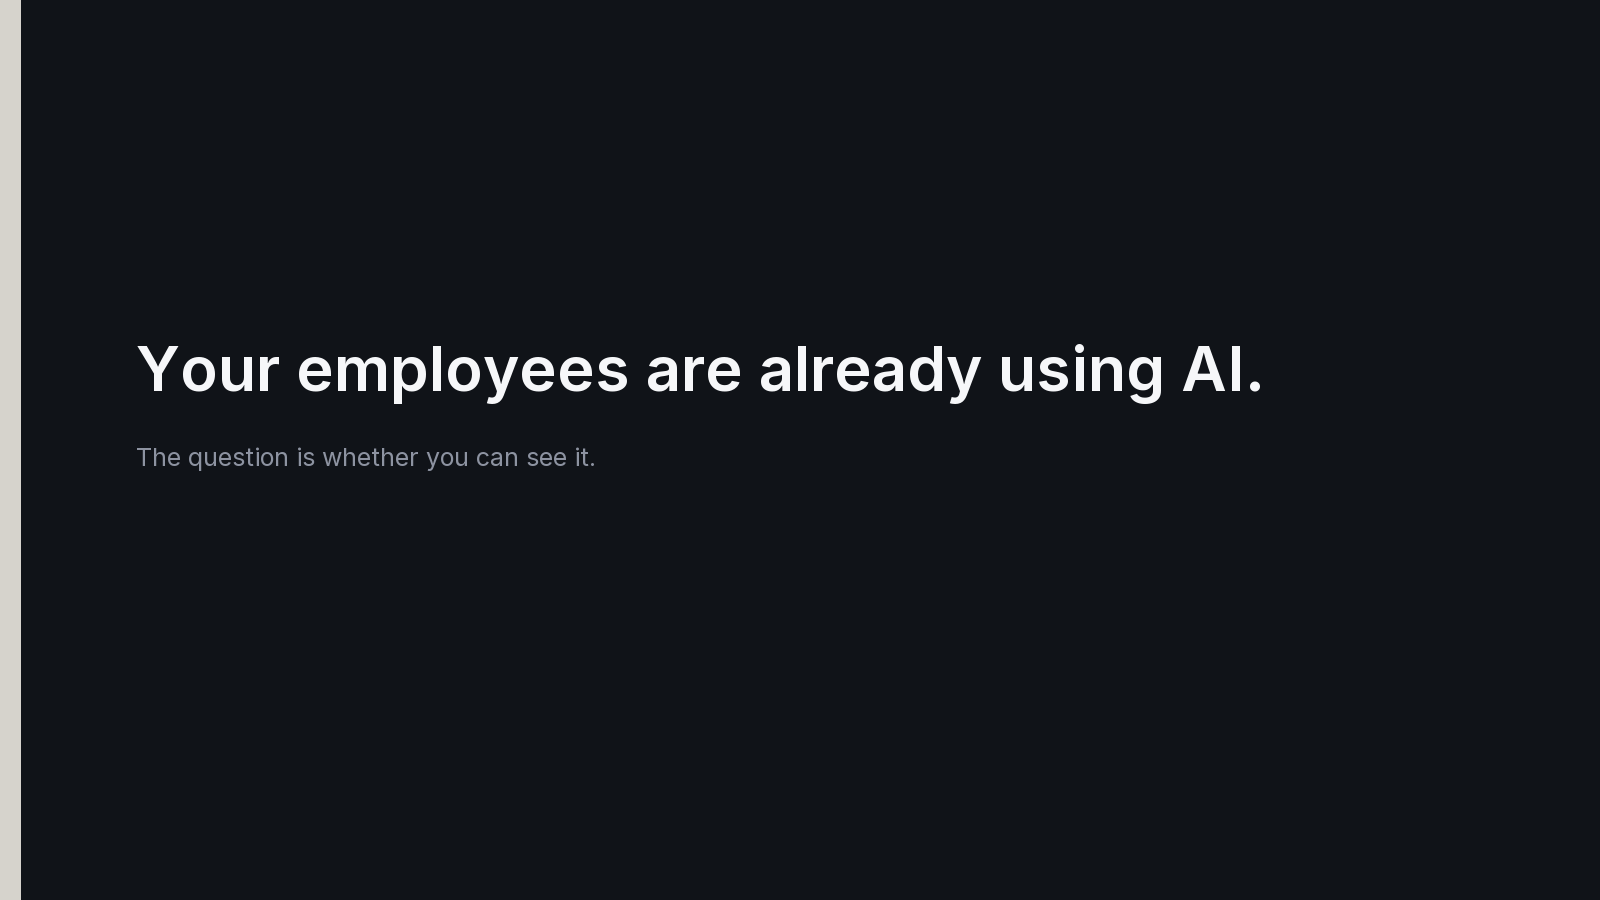 Your employees are already using AI.
The question is whether you can see it.